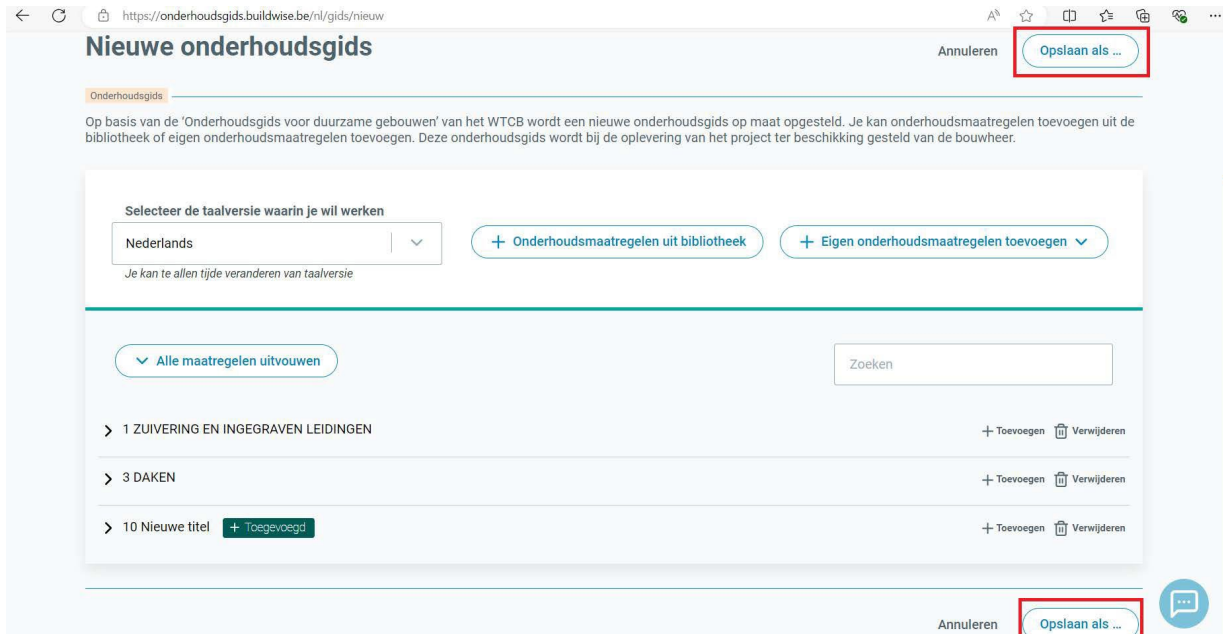 https://onderhoudsgids.buildwise.be/nl/gids/nieuw
Nieuwe onderhoudsgids
Annuleren
Opslaan als ...
Onderhoudsgids
Op basis van de 'Onderhoudsgids voor duurzame gebouwen' van het WTCB wordt een nieuwe onderhoudsgids op maat opgesteld. Je kan onderhoudsmaatregelen toevoegen uit de
bibliotheek of eigen onderhoudsmaatregelen toevoegen. Deze onderhoudsgids wordt bij de oplevering van het project ter beschikking gesteld van de bouwheer.
Selecteer de taalversie waarin je wil werken
Nederlands
+ Onderhoudsmaatregelen uit bibliotheek
+ Eigen onderhoudsmaatregelen toevoegen
Je kan te allen tijde veranderen van taalversie
Alle maatregelen uitvouwen
Zoeken
1 ZUIVERING EN INGEGRAVEN LEIDINGEN
+ Toevoegen Verwijderen
3 DAKEN
+ Toevoegen Verwijderen
10 Nieuwe titel + Toegevoegd
+ Toevoegen Verwijderen
Annuleren
Opslaan als ...